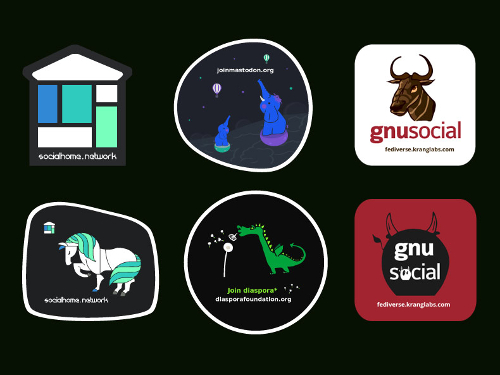 socialhome.network
joinmastodon.org
gnusocial
fediverse.kranglabs.com
socialhome.network
Join diaspora*
diasporafoundation.org
gnu
social
fediverse.kranglabs.com